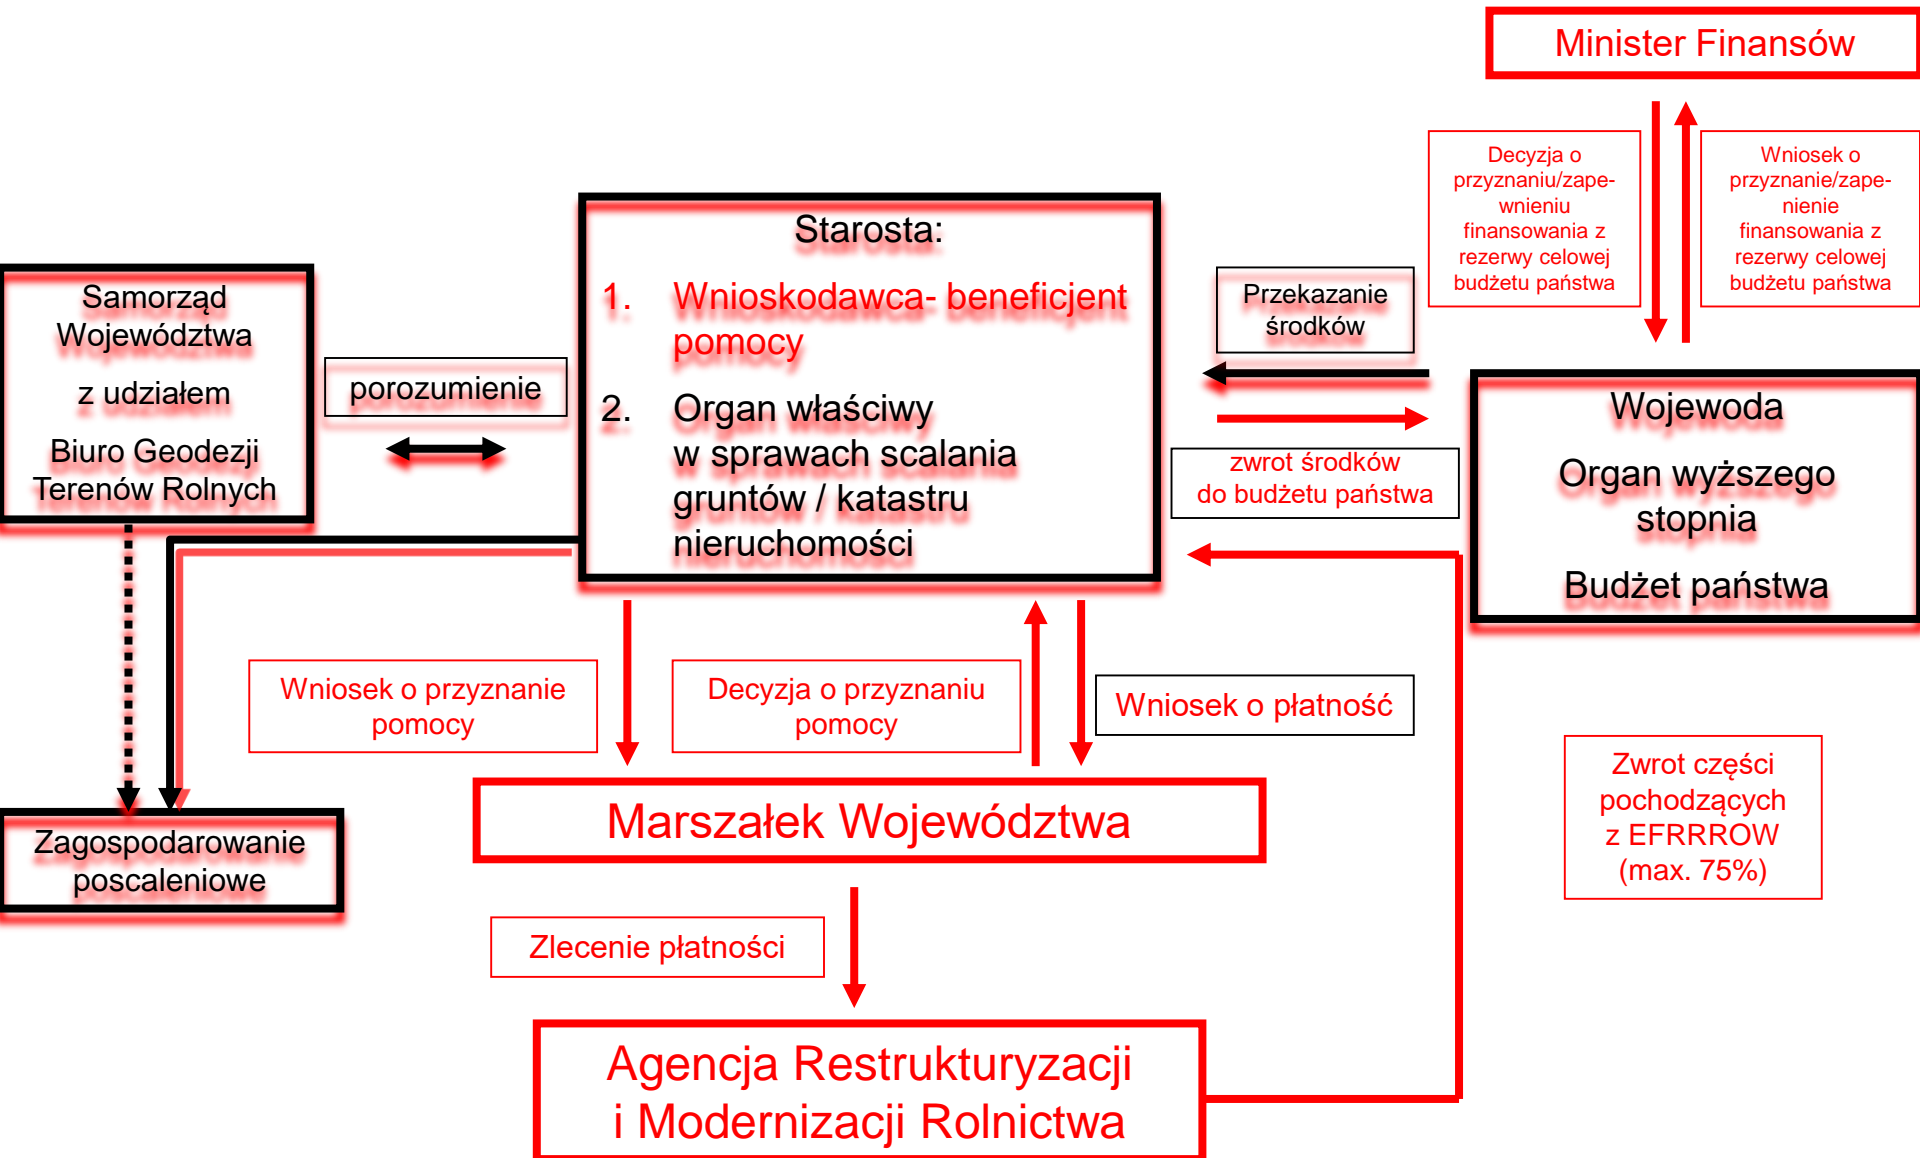 Minister Finansów
Decyzja o
przyznaniu/zape-
wnieniu
finansowania z
rezerwy celowej
budżetu państwa
Wniosek o
przyznanie/zape-
nienie
finansowania z
rezerwy celowej
budżetu państwa
Samorząd
Województwa
z udziałem
Biuro Geodezji
Terenów Rolnych
porozumienie
Starosta:
1. Wnioskodawca- beneficjent
pomocy
2. Organ właściwy
w sprawach scalania
gruntów / katastru
nieruchomości
Przekazanie
środków
zwrot środków
do budżetu państwa
Wojewoda
Organ wyższego
stopnia
Budżet państwa
Wniosek o przyznanie
pomocy
Decyzja o przyznaniu
pomocy
Wniosek o płatność
Zwrot części
pochodzących
z EFRRROW
(max. 75%)
Marszałek Województwa
Zagospodarowanie
poscaleniowe
Zlecenie płatności
Agencja Restrukturyzacji
i Modernizacji Rolnictwa